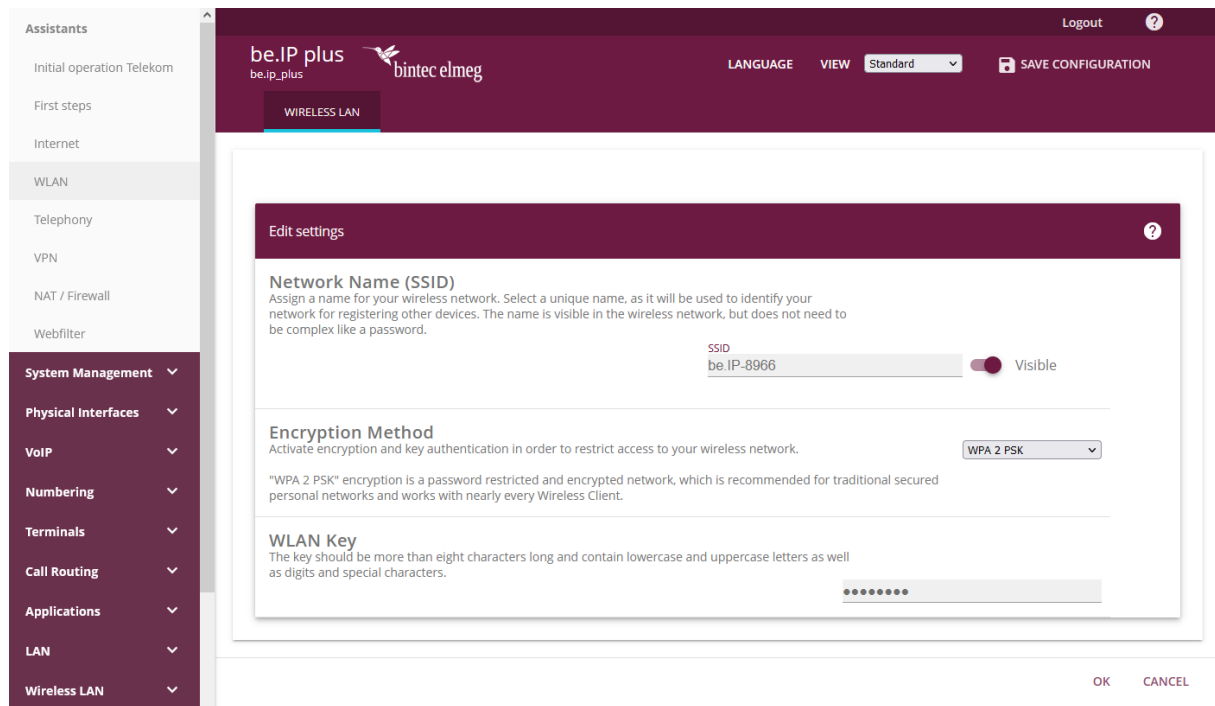 Assistants
Initial operation Telekom
First steps
Internet
WLAN
Telephony
VPN
NAT / Firewall
Webfilter
System Management
Physical Interfaces
VoIP
Numbering
Terminals
Call Routing
Applications
LAN
Wireless LAN
Logout ?
be.IP plus
be.ip_plus
bintec elmeg
LANGUAGE VIEW Standard SAVE CONFIGURATION
WIRELESS LAN
Edit settings ?
Network Name (SSID)
Assign a name for your wireless network. Select a unique name, as it will be used to identify your
network for registering other devices. The name is visible in the wireless network, but does not need to
be complex like a password.
SSID
be.IP-8966 Visible
Encryption Method
Activate encryption and key authentication in order to restrict access to your wireless network. WPA 2 PSK
"WPA 2 PSK" encryption is a password restricted and encrypted network, which is recommended for traditional secured
personal networks and works with nearly every Wireless Client.
WLAN Key
The key should be more than eight characters long and contain lowercase and uppercase letters as well
as digits and special characters.
••••••••
OK CANCEL